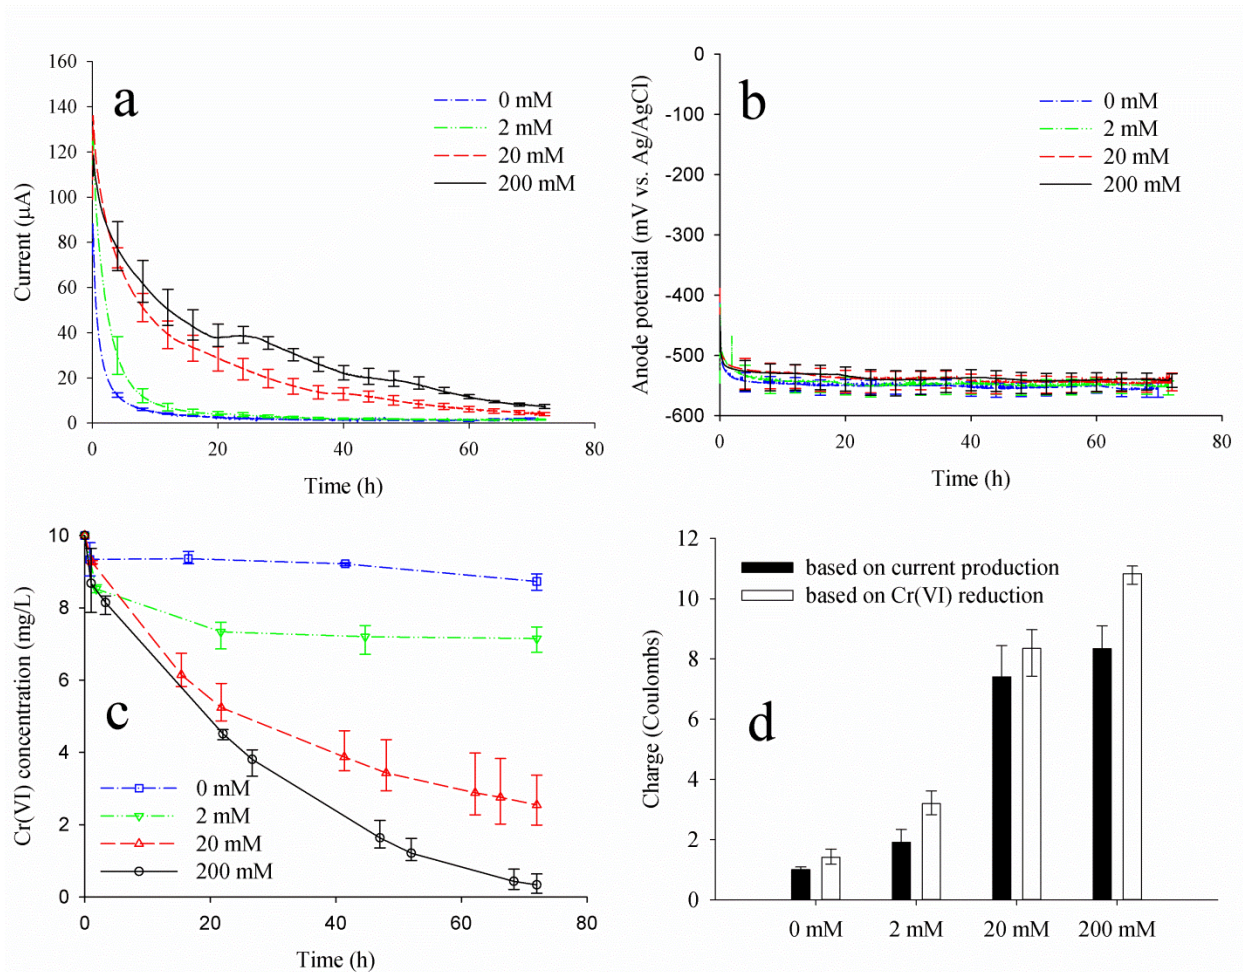 a
160
140
120
100
80
60
40
20
0
0 20 40 60 80
Current (µA)
Time (h)
0 mM
2 mM
20 mM
200 mM
b
0
-100
-200
-300
-400
-500
-600
0 20 40 60 80
Anode potential (mV vs. Ag/AgCl)
Time (h)
0 mM
2 mM
20 mM
200 mM
c
10
8
6
4
2
0
0 20 40 60 80
Cr(VI) concentration (mg/L)
Time (h)
0 mM
2 mM
20 mM
200 mM
d
12
10
8
6
4
2
0
Charge (Coulombs)
based on current production
based on Cr(VI) reduction
0 mM 2 mM 20 mM 200 mM